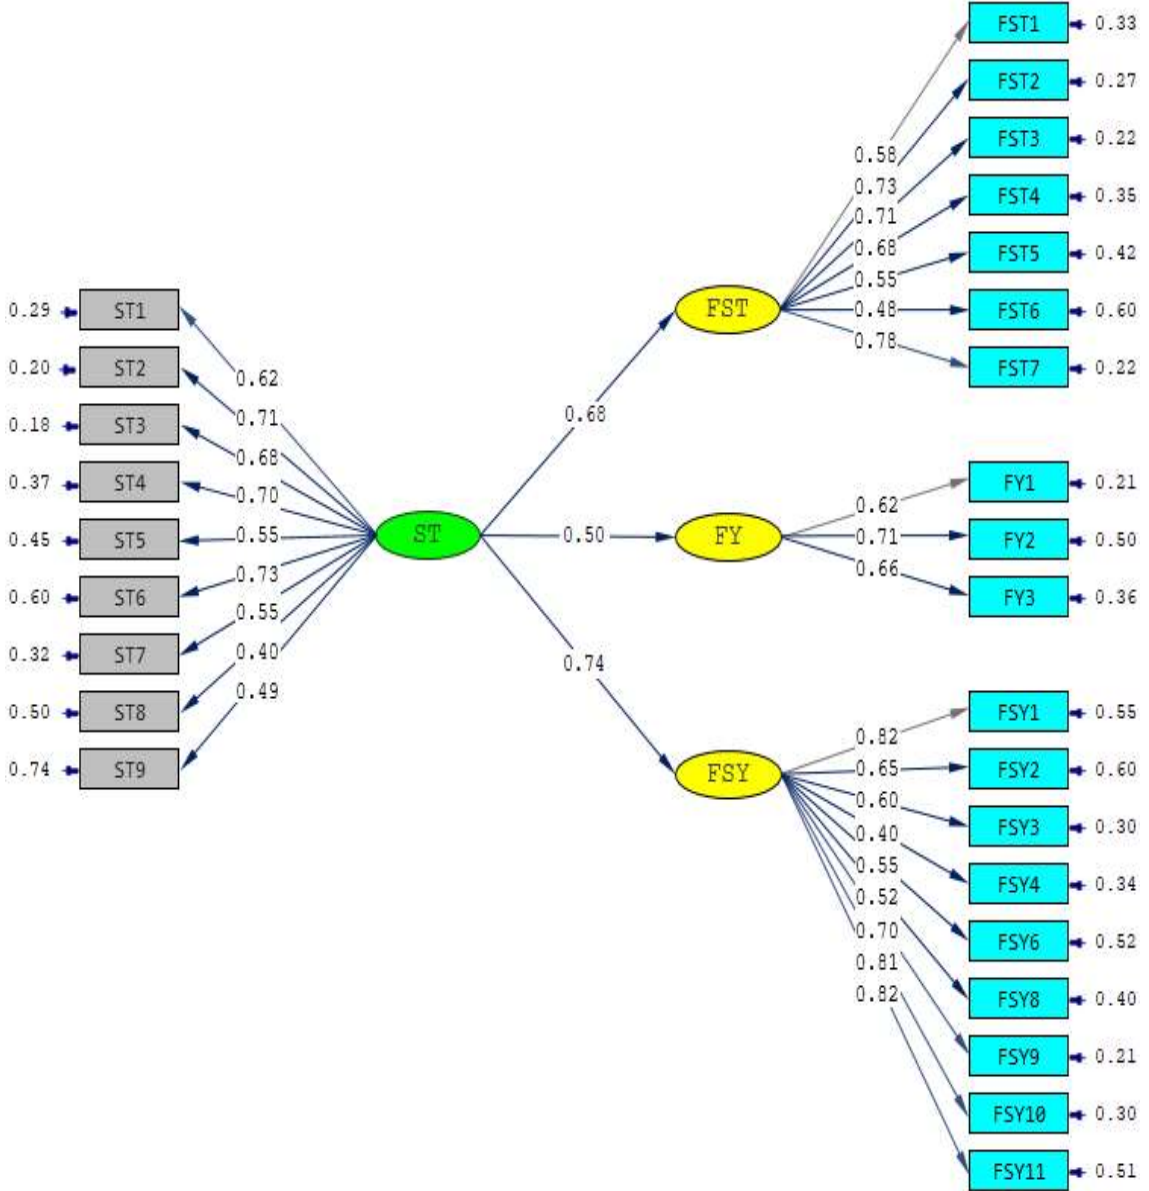 FST1 0.33
FST2 0.27
FST3 0.22
0.58
0.73
FST4 0.35
0.71
0.68
FST5 0.42
0.55
0.29 ST1
FST
0.48
FST6 0.60
0.78
0.20 ST2
FST7 0.22
0.62
0.71
0.68
0.18 ST3
0.68
0.37 ST4
0.70
0.62
FY1 0.21
0.45 ST5
0.55
ST
0.50
FY
0.71
FY2 0.50
0.73
0.66
0.60 ST6
FY3 0.36
0.55
0.32 ST7
0.40
0.74
0.49
0.50 ST8
FSY1 0.55
0.82
0.74 ST9
FSY
0.65
FSY2 0.60
0.60
FSY3 0.30
0.40
0.55
FSY4 0.34
0.52
0.70
FSY6 0.52
0.81
0.82
FSY8 0.40
FSY9 0.21
FSY10 0.30
FSY11 0.51